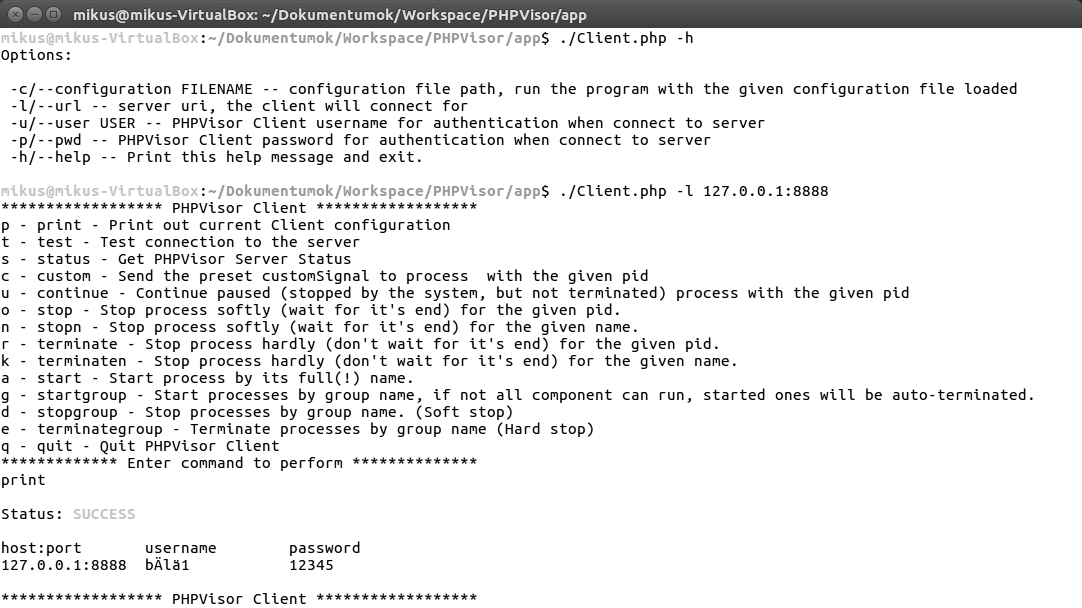 mikus@mikus-VirtualBox: ~/Dokumentumok/Workspace/PHPVisor/app
mikus@mikus-VirtualBox:~/Dokumentumok/Workspace/PHPVisor/app$ ./Client.php -h
Options:
-c/--configuration FILENAME -- configuration file path, run the program with the given configuration file loaded
-l/--url -- server uri, the client will connect for
-u/--user USER -- PHPVisor Client username for authentication when connect to server
-p/--pwd -- PHPVisor Client password for authentication when connect to server
-h/--help -- Print this help message and exit.
mikus@mikus-VirtualBox:~/Dokumentumok/Workspace/PHPVisor/app$ ./Client.php -l 127.0.0.1:8888
****************** PHPVisor Client ******************
p - print - Print out current Client configuration
t - test - Test connection to the server
s - status - Get PHPVisor Server Status
c - custom - Send the preset customSignal to process  with the given pid
u - continue - Continue paused (stopped by the system, but not terminated) process with the given pid
o - stop - Stop process softly (wait for it's end) for the given pid.
n - stopn - Stop process softly (wait for it's end) for the given name.
r - terminate - Stop process hardly (don't wait for it's end) for the given pid.
k - terminaten - Stop process hardly (don't wait for it's end) for the given name.
a - start - Start process by its full(!) name.
g - startgroup - Start processes by group name, if not all component can run, started ones will be auto-terminated.
d - stopgroup - Stop processes by group name. (Soft stop)
e - terminategroup - Terminate processes by group name (Hard stop)
q - quit - Quit PHPVisor Client
************* Enter command to perform **************
print
Status: SUCCESS
host:port       username        password
127.0.0.1:8888  bÄlä1           12345
****************** PHPVisor Client ******************